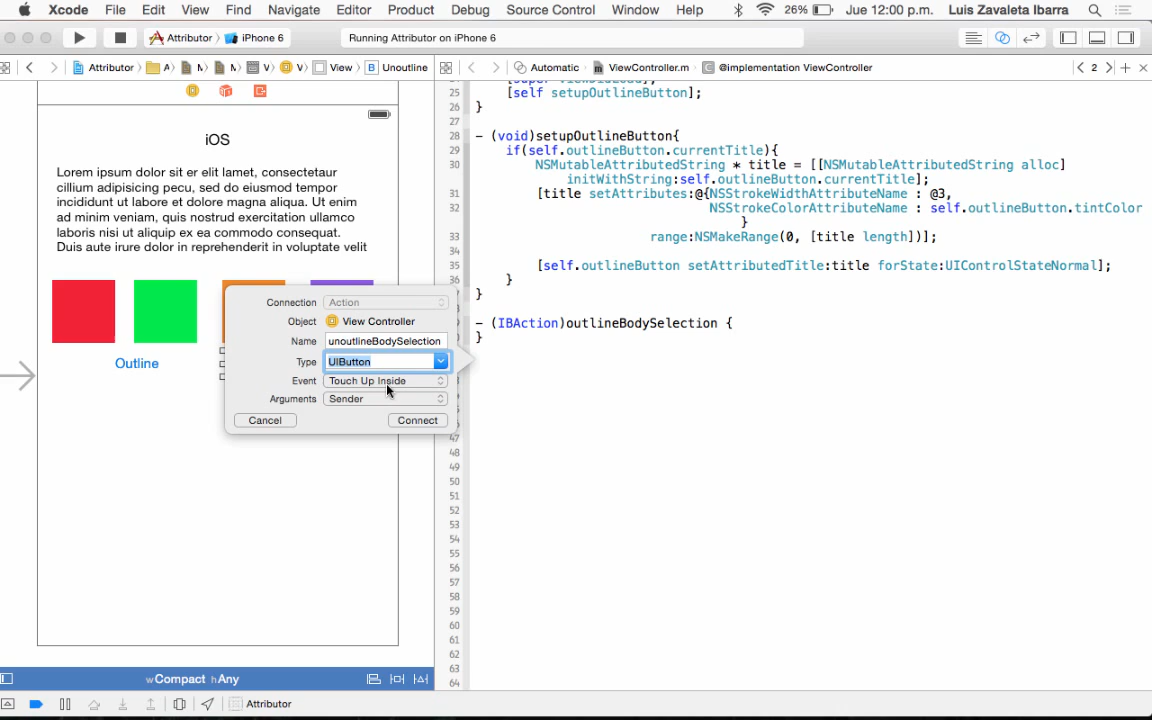 Xcode File Edit View Find Navigate Editor Product Debug Source Control Window Help 26% Jue 12:00 p.m. Luis Zavaleta Ibarra
Attributor iPhone 6 Running Attributor on iPhone 6
Attributor A M M V V View B Unoutline Automatic ViewController.m C @implementation ViewController 2
25 [self setupOutlineButton];
26 }
27
28 - (void)setupOutlineButton{
29 if(self.outlineButton.currentTitle){
30 NSMutableAttributedString * title = [[NSMutableAttributedString alloc]
initWithString:self.outlineButton.currentTitle];
31 [title setAttributes:@{NSStrokeWidthAttributeName : @3,
32 NSStrokeColorAttributeName : self.outlineButton.tintColor
}
33 range:NSMakeRange(0, [title length])];
34
35 [self.outlineButton setAttributedTitle:title forState:UIControlStateNormal];
36 }
}
- (IBAction)outlineBodySelection {
}
47
48
49
50
51
52
53
54
55
56
57
58
59
60
61
62
63
64
iOS
Lorem ipsum dolor sit er elit lamet, consectetaur
cillium adipisicing pecu, sed do eiusmod tempor
incididunt ut labore et dolore magna aliqua. Ut enim
ad minim veniam, quis nostrud exercitation ullamco
laboris nisi ut aliquip ex ea commodo consequat.
Duis aute irure dolor in reprehenderit in voluptate velit
Outline
Connection Action
Object View Controller
Name unoutlineBodySelection
Type UIButton
Event Touch Up Inside
Arguments Sender
Cancel Connect
wCompact hAny
Attributor